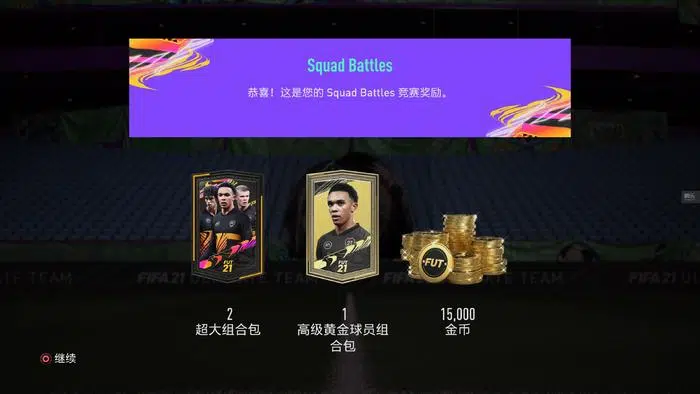 Squad Battles
恭喜！这是您的 Squad Battles 竞赛奖励。
FUT
21
FUT
21
FUT
FIFA 21 ULTIMATE TEAM
FIFA 21 U
2
超大组合包
1
高级黄金球员组
合包
15,000
金币
继续